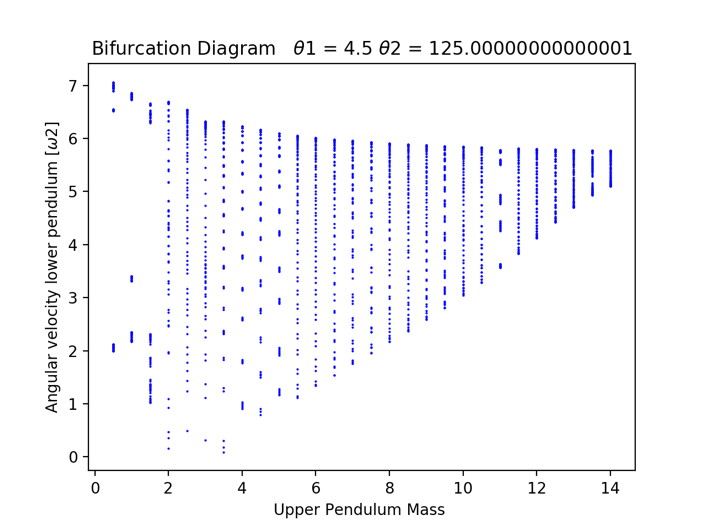 Bifurcation Diagram θ1 = 4.5 θ2 = 125.00000000000001
7
6
5
4
3
2
1
0
Angular velocity lower pendulum [ω2]
0 2 4 6 8 10 12 14
Upper Pendulum Mass